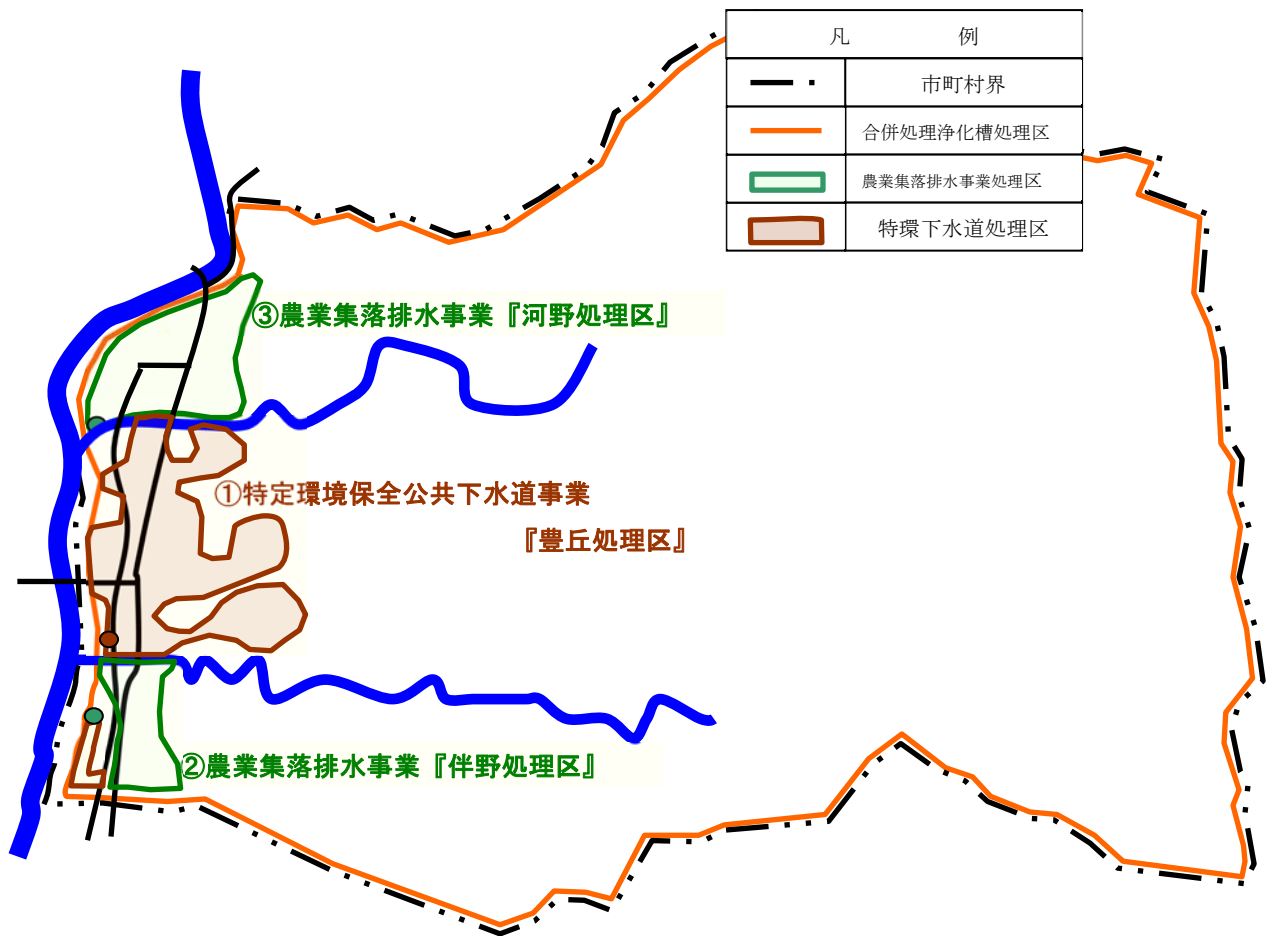 凡 例
市町村界
合併処理浄化槽処理区
農業集落排水事業処理区
特環下水道処理区
③農業集落排水事業『河野処理区』
①特定環境保全公共下水道事業
『豊丘処理区』
②農業集落排水事業『伴野処理区』